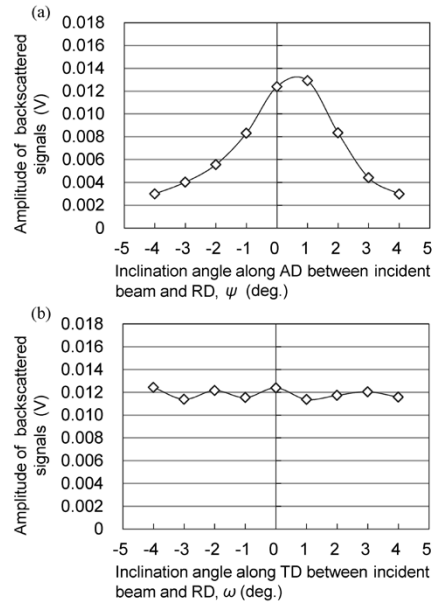 (a)
Amplitude of backscattered
signals (V)
0.018
0.016
0.014
0.012
0.010
0.008
0.006
0.004
0.002
0
-5 -4 -3 -2 -1 0 1 2 3 4 5
Inclination angle along AD between incident
beam and RD, ψ (deg.)
(b)
Amplitude of backscattered
signals (V)
0.018
0.016
0.014
0.012
0.010
0.008
0.006
0.004
0.002
0
-5 -4 -3 -2 -1 0 1 2 3 4 5
Inclination angle along TD between incident
beam and RD, ω (deg.)